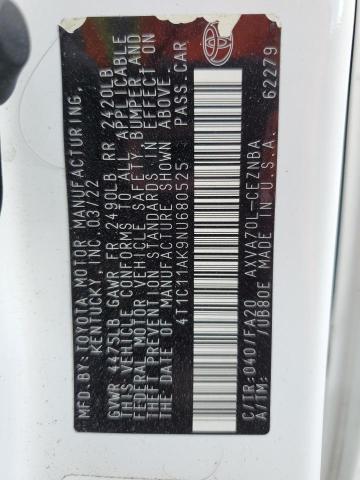 MFD. BY: TOYOTA MOTOR MANUFACTURING,
KENTUCKY, INC. 03/22
GVWR 4475LB GAWR FR 2490LB RR 2420LB
THIS VEHICLE CONFORMS TO ALL APPLICABLE
FEDERAL MOTOR VEHICLE SAFETY, BUMPER, AND
THEFT PREVENTION STANDARDS IN EFFECT ON
THE DATE OF MANUFACTURE SHOWN ABOVE.
4T1C11AK9NU680525 PASS.CAR
C/TR:040/FA20 AXVA70L-CEZNBA
A/TM: /UB80E MADE IN U.S.A. 62279